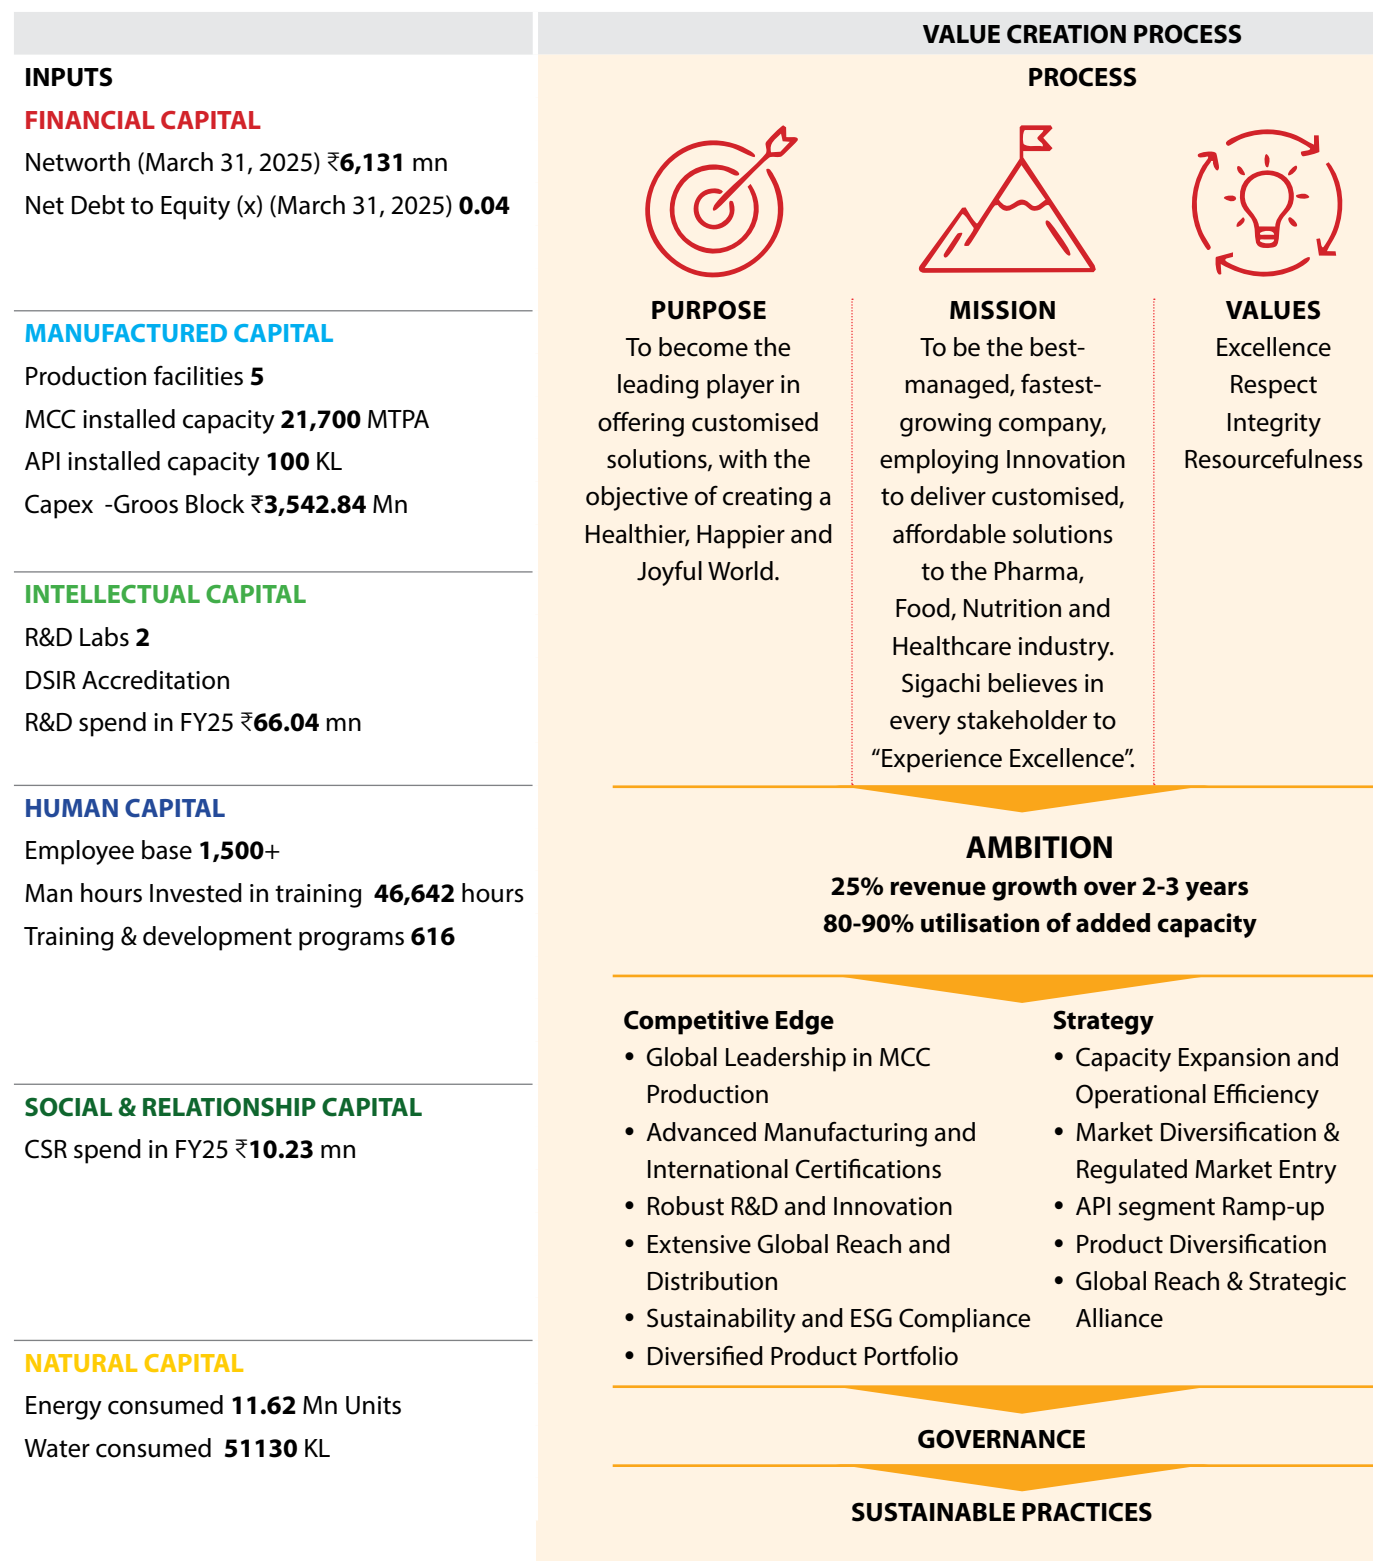 VALUE CREATION PROCESS
INPUTS
FINANCIAL CAPITAL
Networth (March 31, 2025) ₹6,131 mn
Net Debt to Equity (x) (March 31, 2025) 0.04
MANUFACTURED CAPITAL
Production facilities 5
MCC installed capacity 21,700 MTPA
API installed capacity 100 KL
Capex -Groos Block ₹3,542.84 Mn
INTELLECTUAL CAPITAL
R&D Labs 2
DSIR Accreditation
R&D spend in FY25 ₹66.04 mn
HUMAN CAPITAL
Employee base 1,500+
Man hours Invested in training 46,642 hours
Training & development programs 616
SOCIAL & RELATIONSHIP CAPITAL
CSR spend in FY25 ₹10.23 mn
NATURAL CAPITAL
Energy consumed 11.62 Mn Units
Water consumed 51130 KL
PROCESS
PURPOSE
To become the
leading player in
offering customised
solutions, with the
objective of creating a
Healthier, Happier and
Joyful World.
MISSION
To be the best-
managed, fastest-
growing company,
employing Innovation
to deliver customised,
affordable solutions
to the Pharma,
Food, Nutrition and
Healthcare industry.
Sigachi believes in
every stakeholder to
“Experience Excellence”.
VALUES
Excellence
Respect
Integrity
Resourcefulness
AMBITION
25% revenue growth over 2-3 years
80-90% utilisation of added capacity
Competitive Edge
• Global Leadership in MCC
Production
• Advanced Manufacturing and
International Certifications
• Robust R&D and Innovation
• Extensive Global Reach and
Distribution
• Sustainability and ESG Compliance
• Diversified Product Portfolio
Strategy
• Capacity Expansion and
Operational Efficiency
• Market Diversification &
Regulated Market Entry
• API segment Ramp-up
• Product Diversification
• Global Reach & Strategic
Alliance
GOVERNANCE
SUSTAINABLE PRACTICES